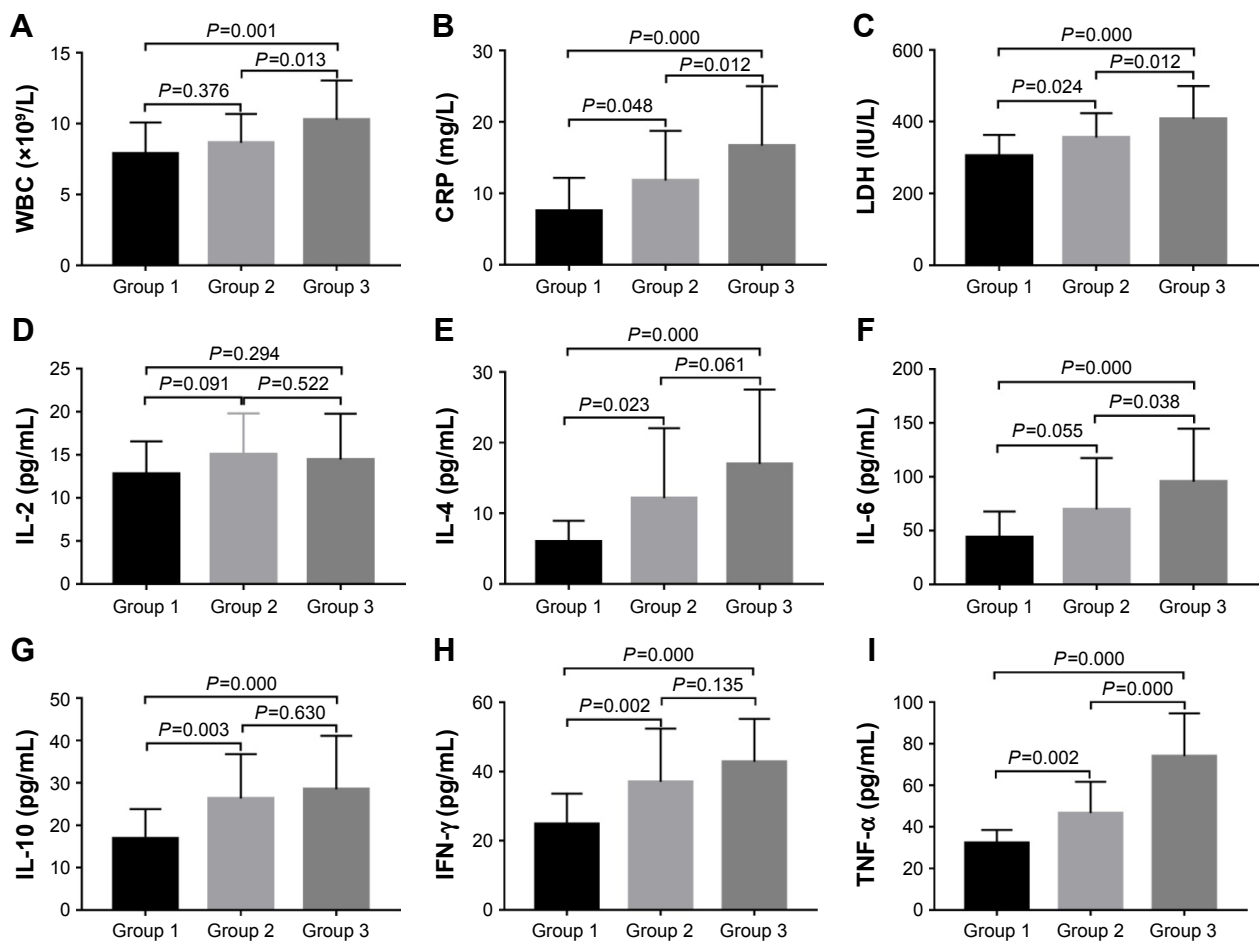 A
WBC (×10⁹/L)
P=0.001
P=0.013
P=0.376
15
10
5
0
Group 1 Group 2 Group 3
B
CRP (mg/L)
P=0.000
P=0.012
P=0.048
30
20
10
0
Group 1 Group 2 Group 3
C
LDH (IU/L)
P=0.000
P=0.012
P=0.024
600
400
200
0
Group 1 Group 2 Group 3
D
IL-2 (pg/mL)
P=0.294
P=0.091 P=0.522
25
20
15
10
5
0
Group 1 Group 2 Group 3
E
IL-4 (pg/mL)
P=0.000
P=0.061
P=0.023
30
20
10
0
Group 1 Group 2 Group 3
F
IL-6 (pg/mL)
P=0.000
P=0.038
P=0.055
200
150
100
50
0
Group 1 Group 2 Group 3
G
IL-10 (pg/mL)
P=0.000
P=0.630
P=0.003
50
40
30
20
10
0
Group 1 Group 2 Group 3
H
IFN-γ (pg/mL)
P=0.000
P=0.135
P=0.002
60
40
20
0
Group 1 Group 2 Group 3
I
TNF-α (pg/mL)
P=0.000
P=0.000
P=0.002
100
80
60
40
20
0
Group 1 Group 2 Group 3